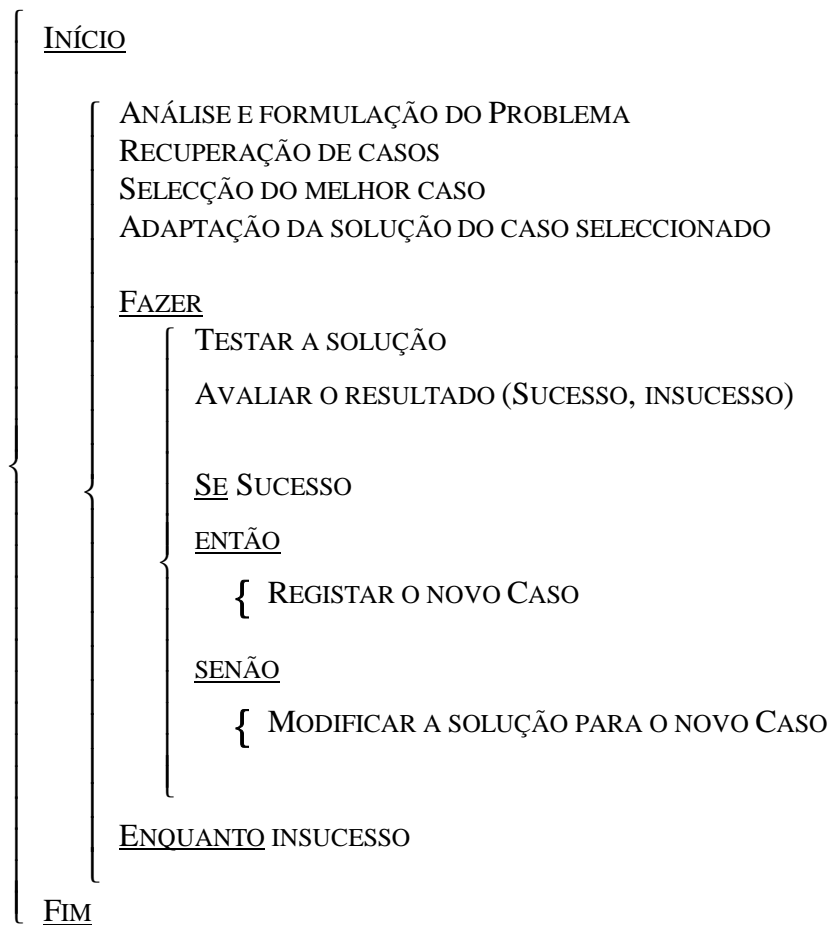 INÍCIO
ANÁLISE E FORMULAÇÃO DO PROBLEMA
RECUPERAÇÃO DE CASOS
SELECÇÃO DO MELHOR CASO
ADAPTAÇÃO DA SOLUÇÃO DO CASO SELECCIONADO
FAZER
TESTAR A SOLUÇÃO
AVALIAR O RESULTADO (SUCESSO, INSUCESSO)
SE SUCESSO
ENTÃO
{ REGISTAR O NOVO CASO
SENÃO
{ MODIFICAR A SOLUÇÃO PARA O NOVO CASO
ENQUANTO INSUCESSO
FIM